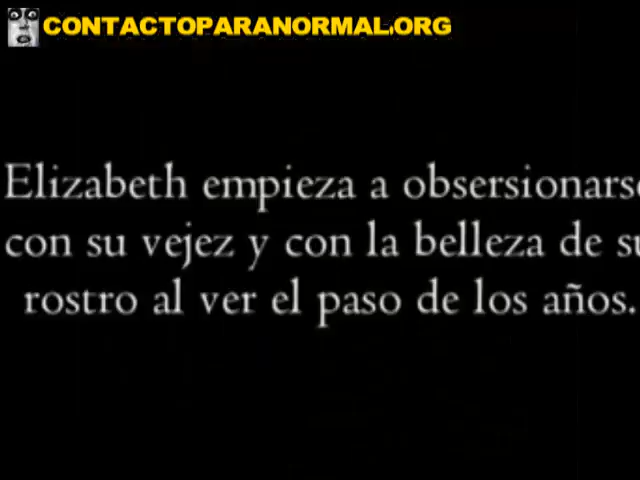 CONTACTOPARANORMAL.ORG
Elizabeth empieza a obsersionarse
con su vejez y con la belleza de su
rostro al ver el paso de los años.